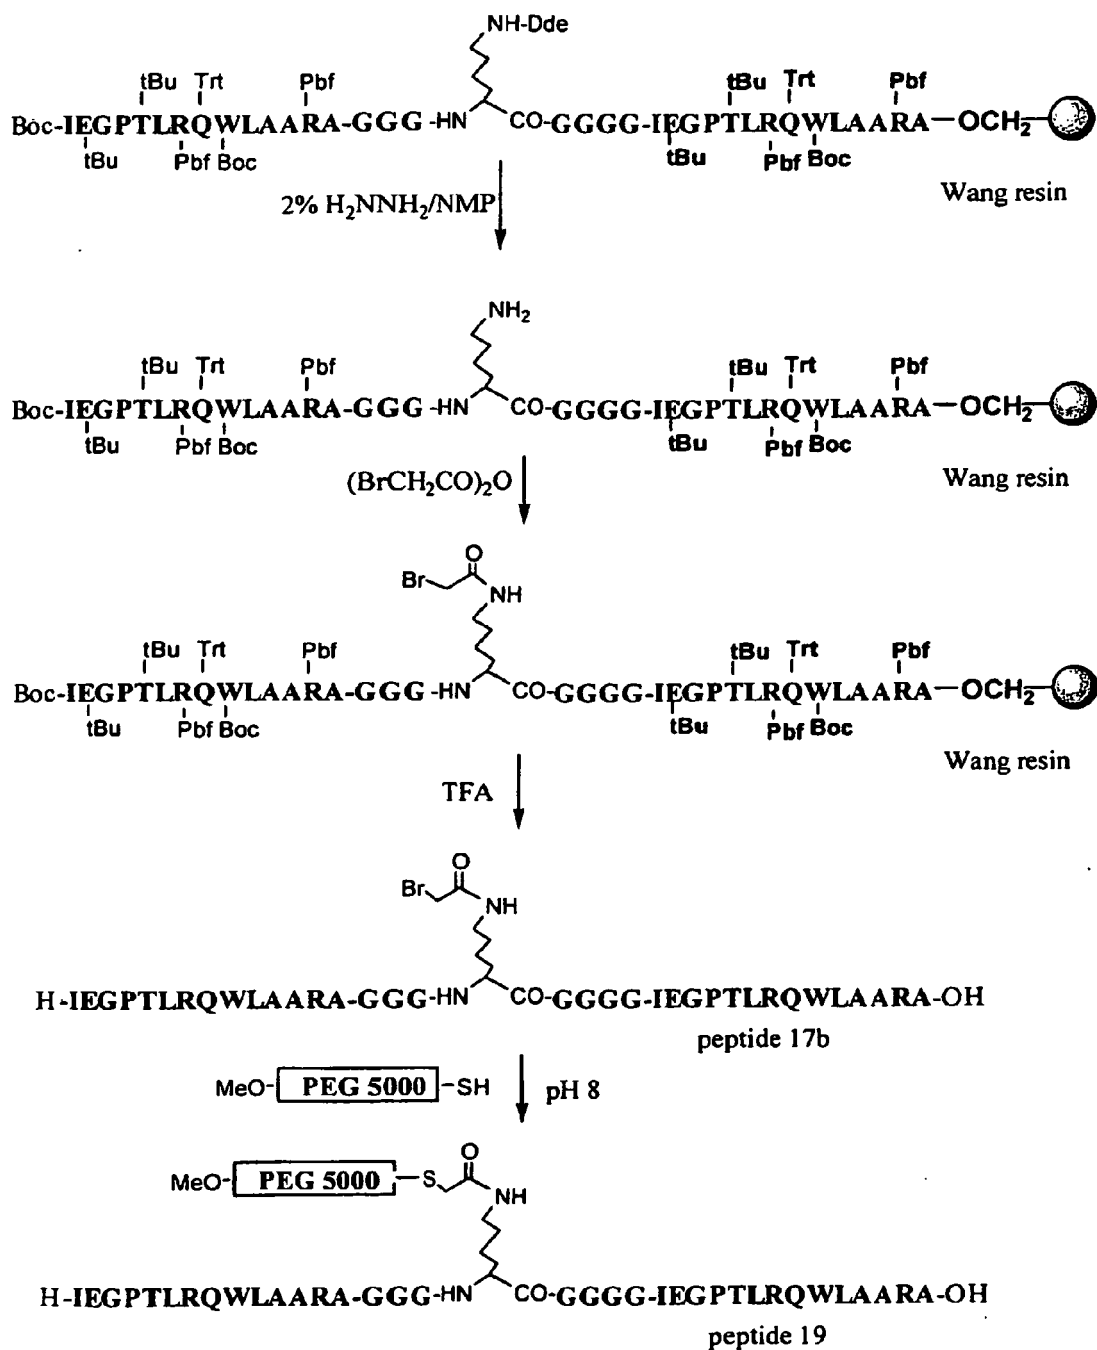 NH-Dde
tBu Trt Pbf tBu Trt Pbf
Boc-IEGPTLRQWLAARA-GGG-HN CO-GGGG-IEGPTLRQWLAARA-OCH2
tBu Pbf Boc tBu Pbf Boc
Wang resin
2% H2NNH2/NMP
NH2
tBu Trt Pbf tBu Trt Pbf
Boc-IEGPTLRQWLAARA-GGG-HN CO-GGGG-IEGPTLRQWLAARA-OCH2
tBu Pbf Boc tBu Pbf Boc
Wang resin
(BrCH2CO)2O
O
Br NH
tBu Trt Pbf tBu Trt Pbf
Boc-IEGPTLRQWLAARA-GGG-HN CO-GGGG-IEGPTLRQWLAARA-OCH2
tBu Pbf Boc tBu Pbf Boc
Wang resin
TFA
O
Br NH
H-IEGPTLRQWLAARA-GGG-HN CO-GGGG-IEGPTLRQWLAARA-OH
peptide 17b
MeO- PEG 5000 -SH pH 8
O
MeO- PEG 5000 -S NH
H-IEGPTLRQWLAARA-GGG-HN CO-GGGG-IEGPTLRQWLAARA-OH
peptide 19